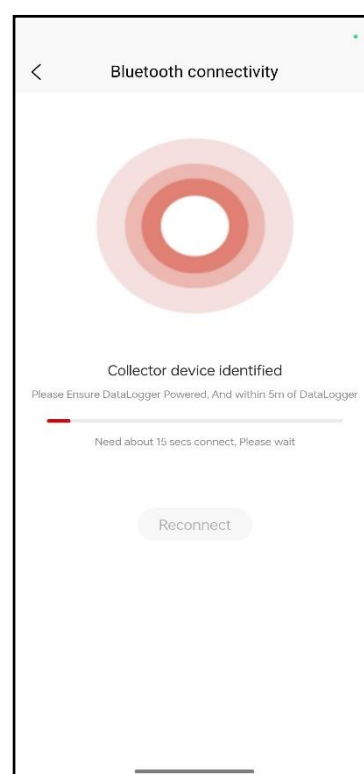 Bluetooth connectivity
Collector device identified
Please Ensure DataLogger Powered, And within 5m of DataLogger
Need about 15 secs connect, Please wait
Reconnect